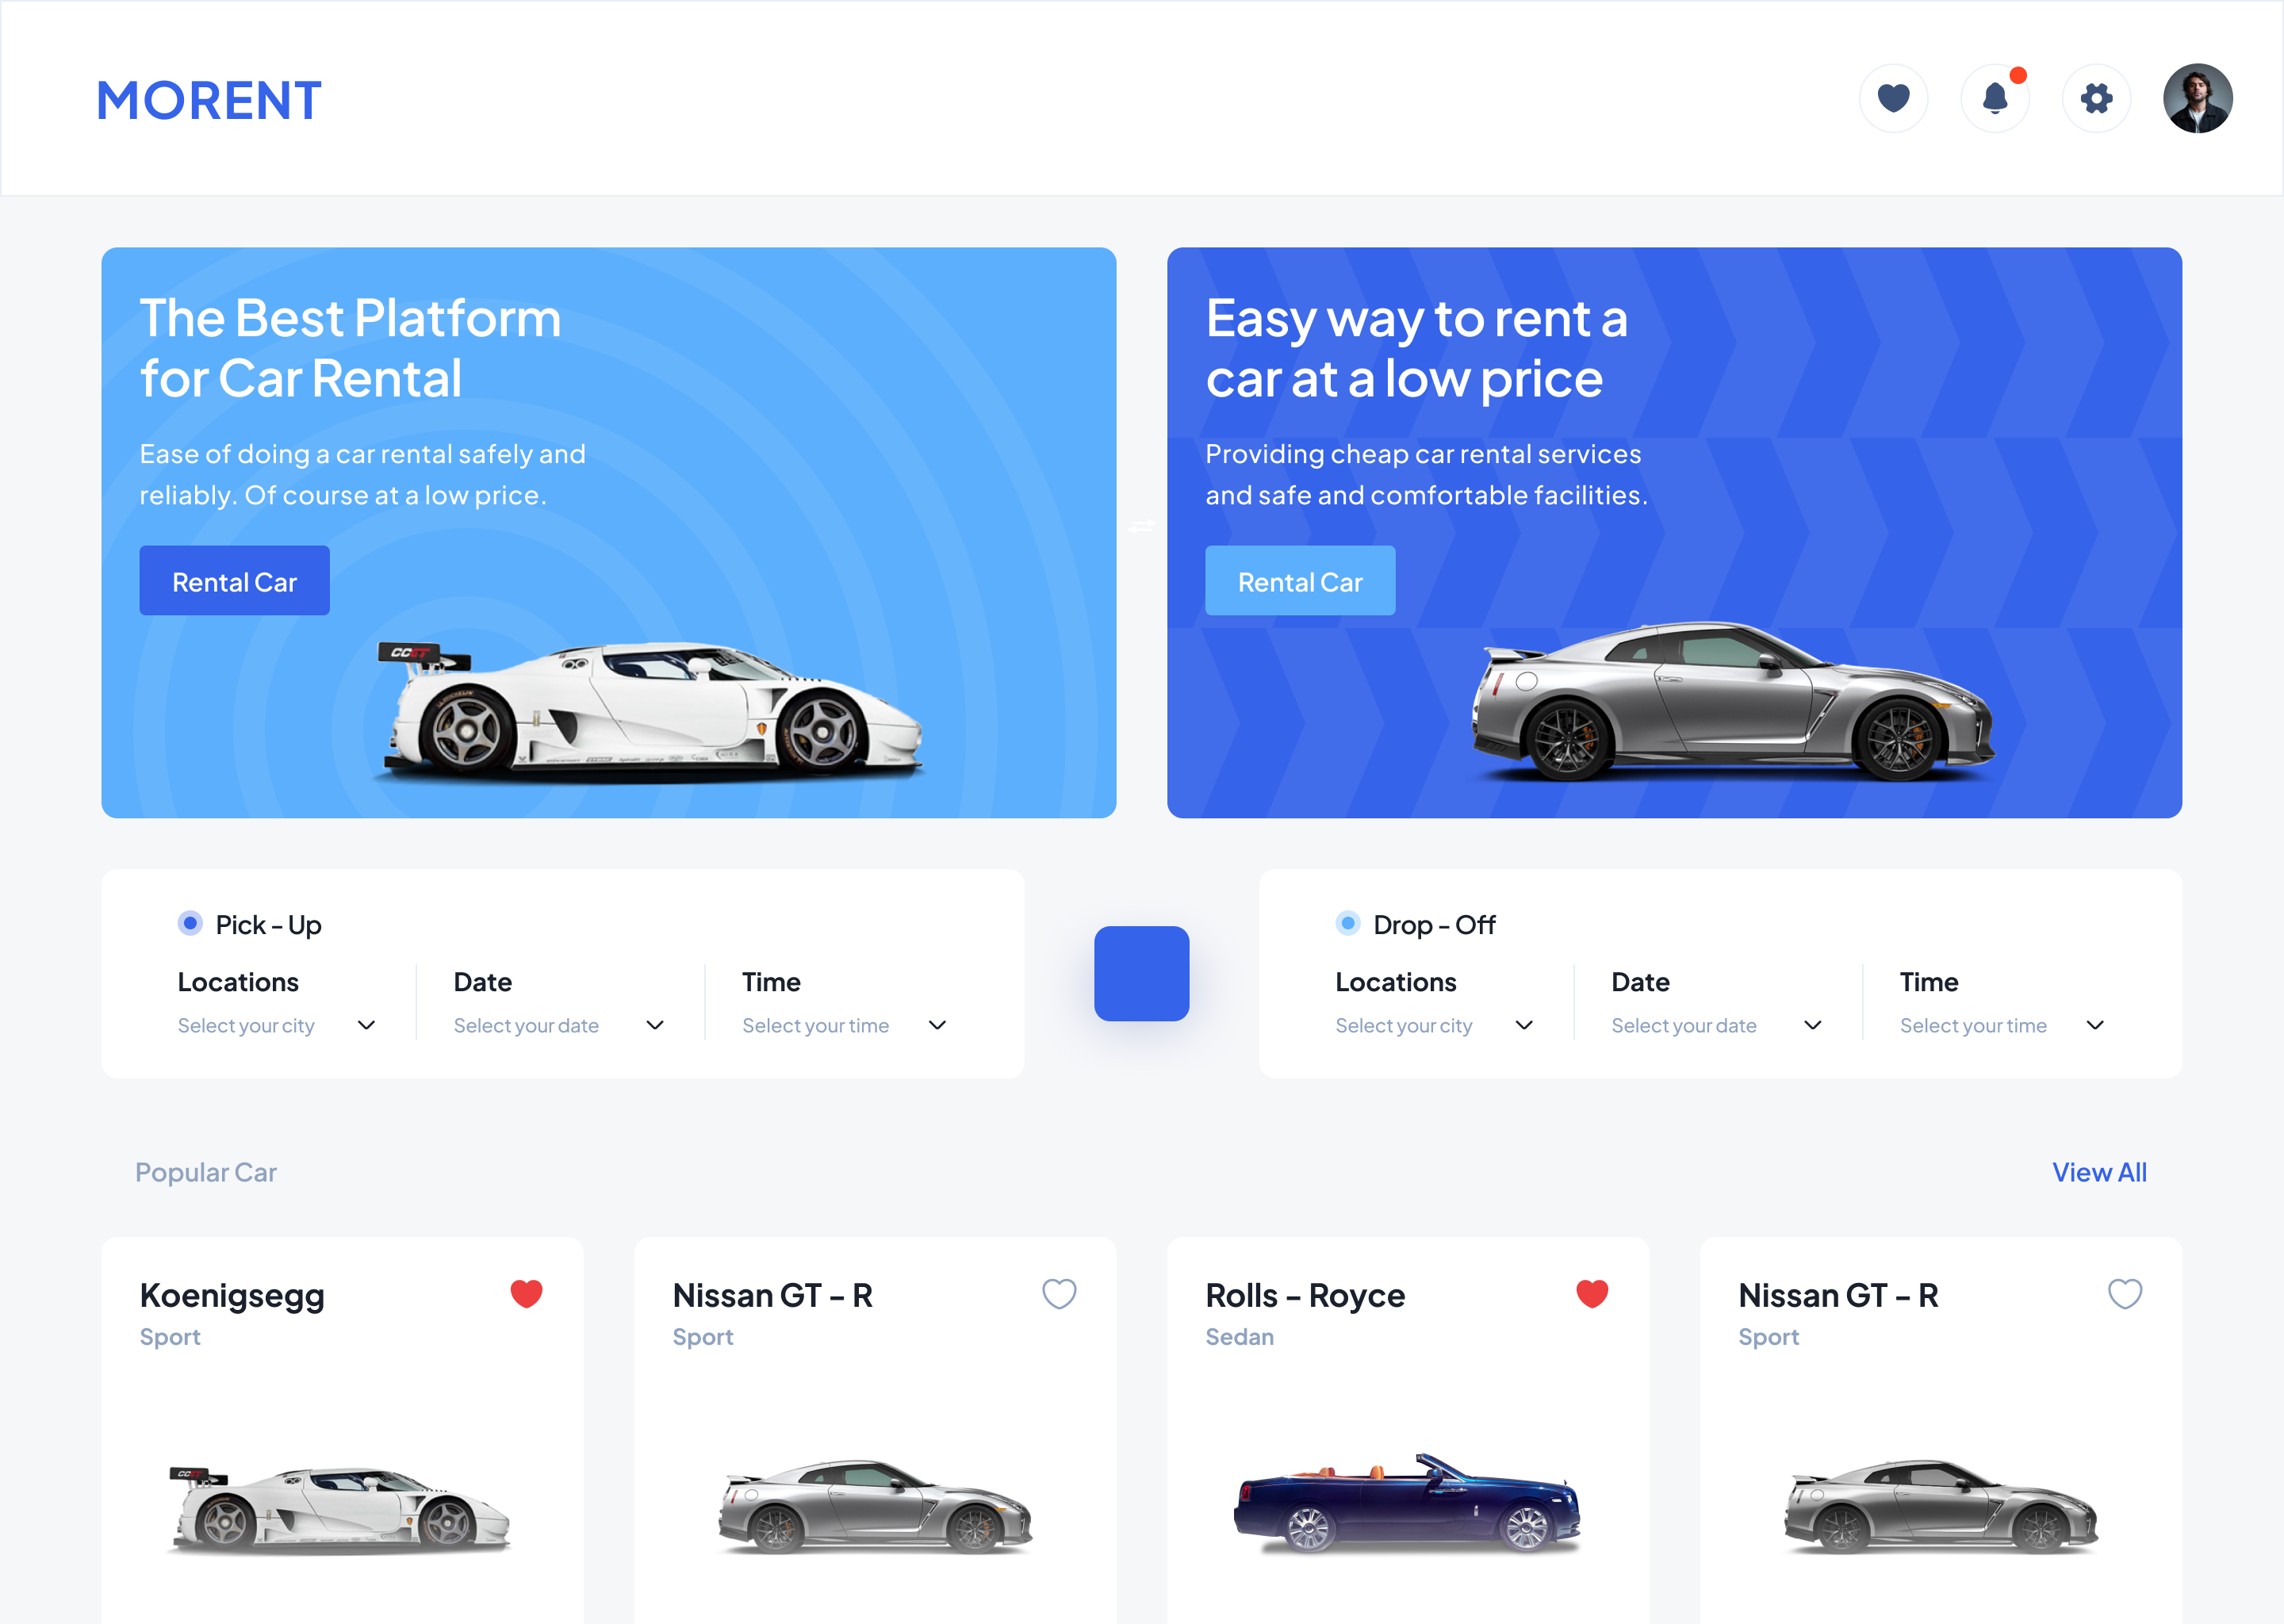 MORENT
The Best Platform
for Car Rental
Ease of doing a car rental safely and
reliably. Of course at a low price.
Rental Car
CCGT
Easy way to rent a
car at a low price
Providing cheap car rental services
and safe and comfortable facilities.
Rental Car
Pick - Up
Locations
Date
Time
Select your city
Select your date
Select your time
Drop - Off
Locations
Date
Time
Select your city
Select your date
Select your time
Popular Car
View All
Koenigsegg
Sport
CCGT
Nissan GT - R
Sport
Rolls - Royce
Sedan
Nissan GT - R
Sport